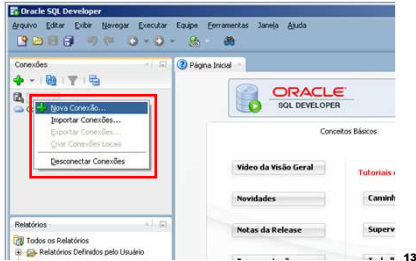 Oracle SQL Developer
Arquivo Editar Exibir Navegar Executar Equipe Ferramentas Janela Ajuda
Conexões
Página Inicial
Nova Conexão...
Importar Conexões...
Exportar Conexões...
Criar Conexões Locais
Desconectar Conexões
ORACLE
SQL DEVELOPER
Conceitos Básicos
Vídeo da Visão Geral
Tutoriais
Novidades
Caminh
Notas da Release
Superv
Relatórios
Todos os Relatórios
Relatórios Definidos pelo Usuário
13